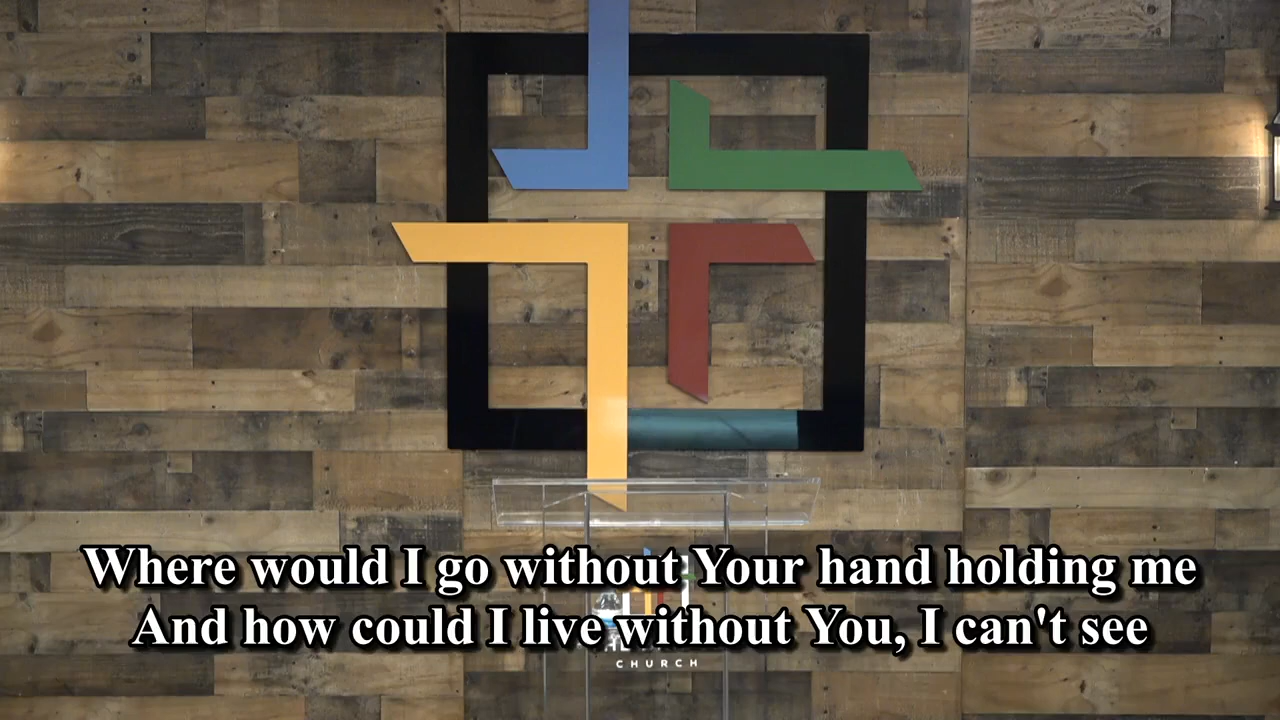 Where would I go without Your hand holding me
And how could I live without You, I can't see
CHURCH